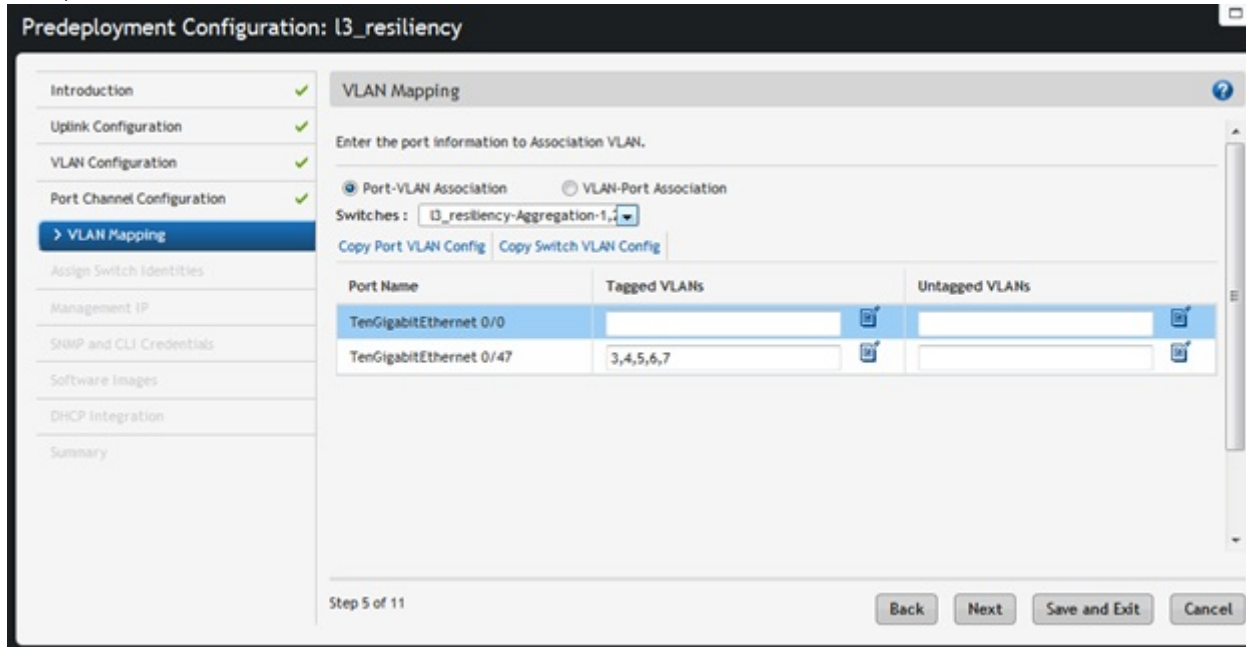 Predeployment Configuration: l3_resiliency
Introduction
Uplink Configuration
VLAN Configuration
Port Channel Configuration
> VLAN Mapping
Assign Switch Identities
Management IP
SNMP and CLI Credentials
Software Images
DHCP Integration
Summary
VLAN Mapping
Enter the port information to Association VLAN.
Port-VLAN Association VLAN-Port Association
Switches : l3_resiliency-Aggregation-1,2
Copy Port VLAN Config Copy Switch VLAN Config
Port Name Tagged VLANs Untagged VLANs
TenGigabitEthernet 0/0
TenGigabitEthernet 0/47 3,4,5,6,7
Step 5 of 11
Back Next Save and Exit Cancel